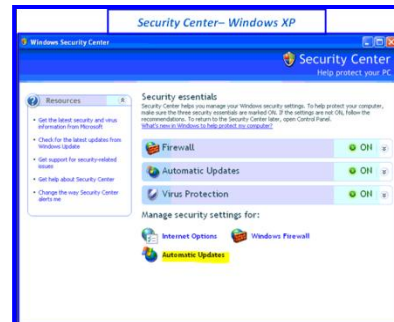 Security Center– Windows XP
Windows Security Center
Security Center
Help protect your PC
Resources
Get the latest security and virus
information from Microsoft
Check for the latest updates from
Windows Update
Get support for security-related
issues
Get help about Security Center
Change the way Security Center
alerts me
Security essentials
Security Center helps you manage your Windows security settings. To help protect your computer,
make sure the three security essentials are marked ON. If the settings are not ON, follow the
recommendations. To return to the Security Center later, open Control Panel.
What's new in Windows to help protect my computer?
Firewall
ON
Automatic Updates
ON
Virus Protection
ON
Manage security settings for:
Internet Options
Windows Firewall
Automatic Updates